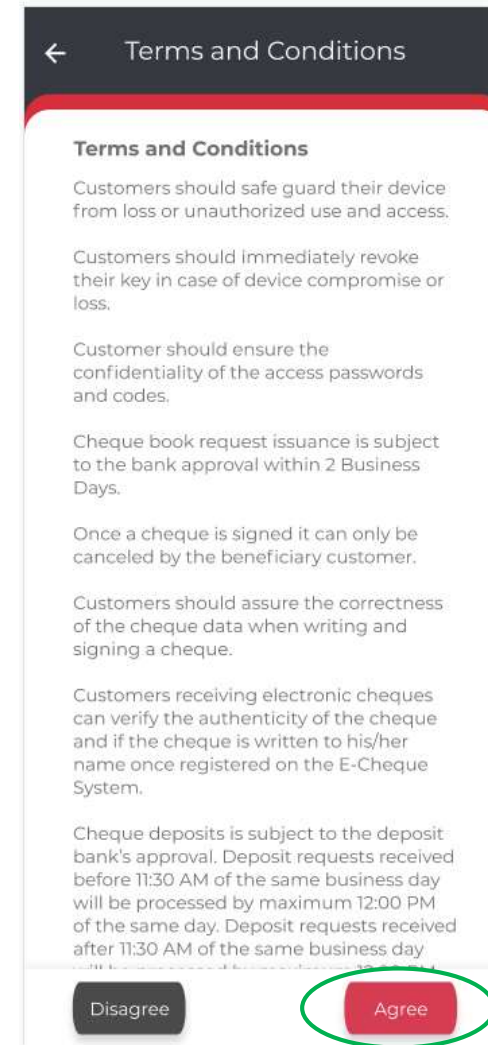 Terms and Conditions
Terms and Conditions
Customers should safe guard their device
from loss or unauthorized use and access.
Customers should immediately revoke
their key in case of device compromise or
loss.
Customer should ensure the
confidentiality of the access passwords
and codes.
Cheque book request issuance is subject
to the bank approval within 2 Business
Days.
Once a cheque is signed it can only be
canceled by the beneficiary customer.
Customers should assure the correctness
of the cheque data when writing and
signing a cheque.
Customers receiving electronic cheques
can verify the authenticity of the cheque
and if the cheque is written to his/her
name once registered on the E-Cheque
System.
Cheque deposits is subject to the deposit
bank's approval. Deposit requests received
before 11:30 AM of the same business day
will be processed by maximum 12:00 PM
of the same day. Deposit requests received
after 11:30 AM of the same business day
Disagree
Agree